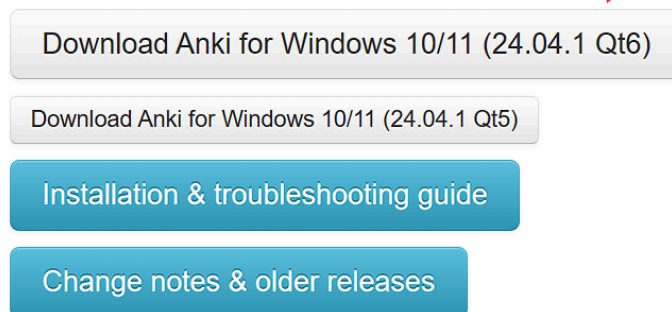 Download Anki for Windows 10/11 (24.04.1 Qt6)
Download Anki for Windows 10/11 (24.04.1 Qt5)
Installation & troubleshooting guide
Change notes & older releases